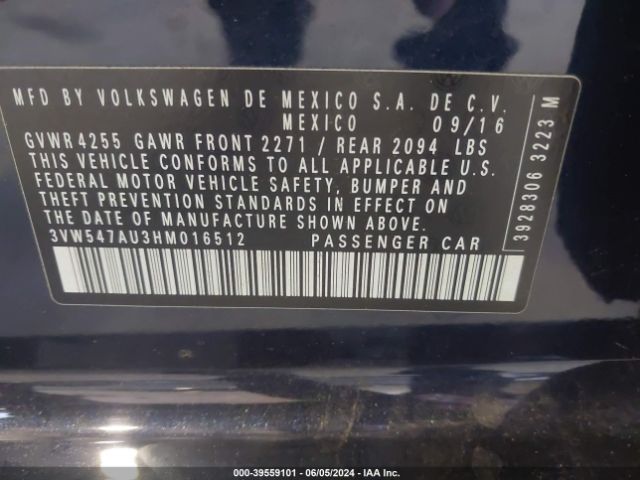 MFD BY VOLKSWAGEN DE MEXICO S.A. DE C.V.
MEXICO 09/16
GVWR 4255 GAWR FRONT 2271 / REAR 2094 LBS
THIS VEHICLE CONFORMS TO ALL APPLICABLE U.S.
FEDERAL MOTOR VEHICLE SAFETY, BUMPER AND
THEFT PREVENTION STANDARDS IN EFFECT ON
THE DATE OF MANUFACTURE SHOWN ABOVE.
3VW547AU3HM016512 PASSENGER CAR
3928306 3223 M
000-39559101 - 06/05/2024 - IAA Inc.